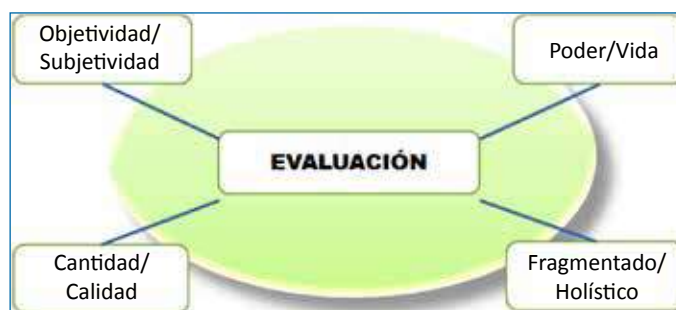 Objetividad/
Subjetividad
Poder/Vida
EVALUACIÓN
Cantidad/
Calidad
Fragmentado/
Holístico